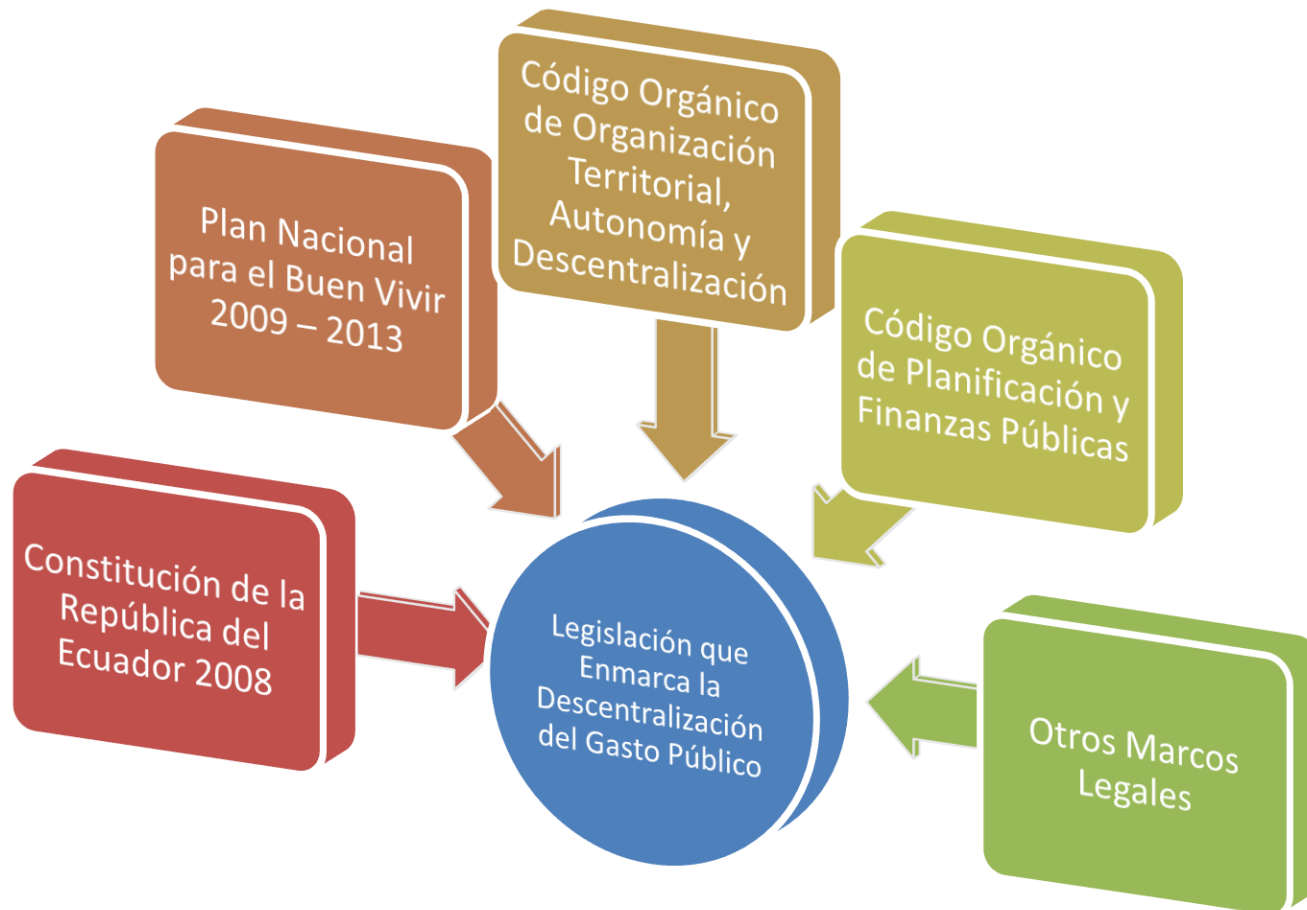 Código Orgánico
de Organización
Territorial,
Autonomía y
Descentralización
Plan Nacional
para el Buen Vivir
2009 – 2013
Código Orgánico
de Planificación y
Finanzas Públicas
Constitución de la
República del
Ecuador 2008
Legislación que
Enmarca la
Descentralización
del Gasto Público
Otros Marcos
Legales